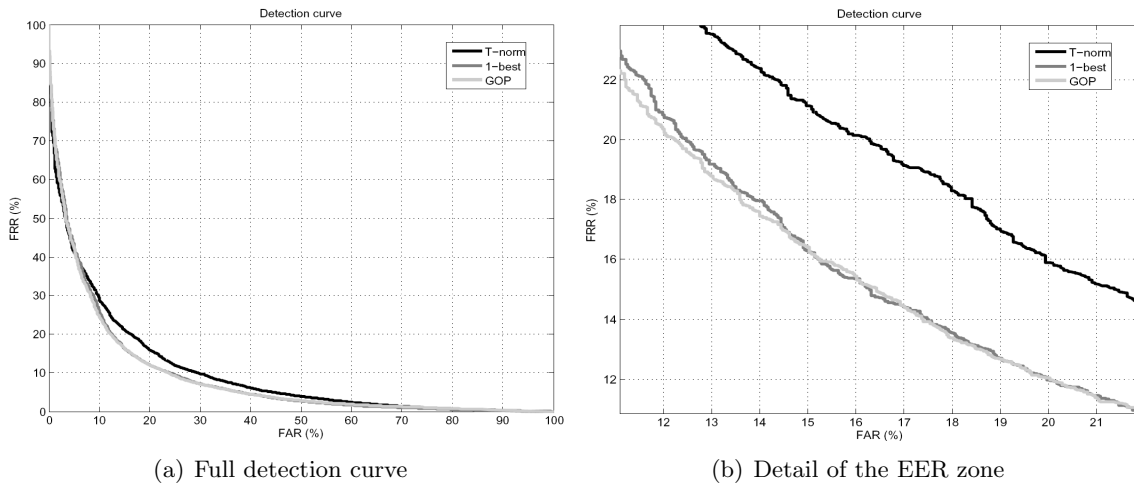 Detection curve
100
90
80
70
60
50
40
30
20
10
0
FRR (%)
T−norm
1−best
GOP
0 10 20 30 40 50 60 70 80 90 100
FAR (%)
(a) Full detection curve
Detection curve
22
20
18
16
14
12
FRR (%)
T−norm
1−best
GOP
12 13 14 15 16 17 18 19 20 21
FAR (%)
(b) Detail of the EER zone